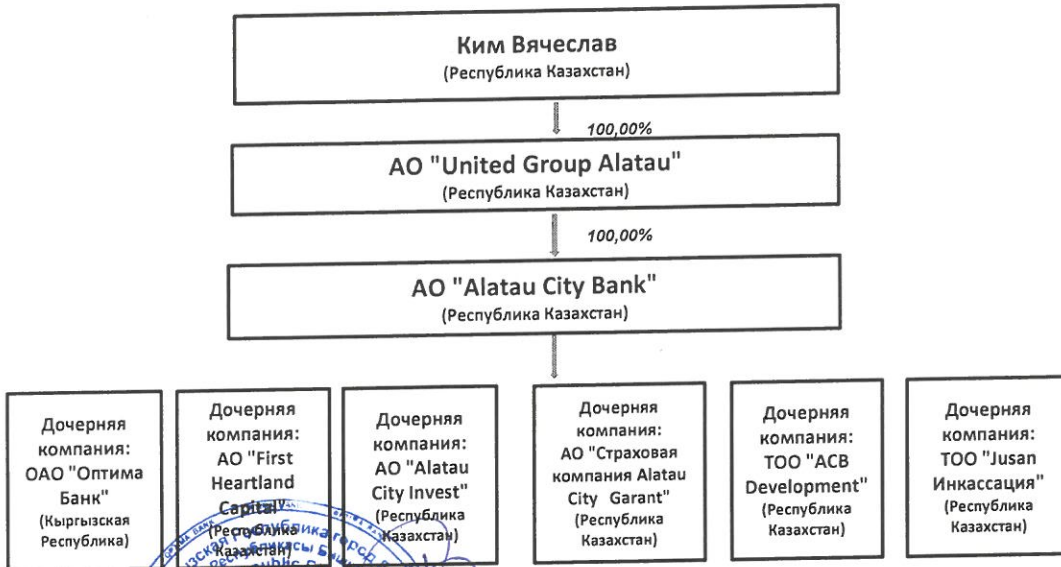 Ким Вячеслав
(Республика Казахстан)
100,00%
АО "United Group Alatau"
(Республика Казахстан)
100,00%
АО "Alatau City Bank"
(Республика Казахстан)
Дочерняя
компания:
ОАО "Оптима
Банк"
(Кыргызская
Республика)
Дочерняя
компания:
АО "First
Heartland
Capital"
(Республика
Казахстан)
Дочерняя
компания:
АО "Alatau
City Invest"
(Республика
Казахстан)
Дочерняя
компания:
АО "Страховая
компания Alatau
City Garant"
(Республика
Казахстан)
Дочерняя
компания:
ТОО "ACB
Development"
(Республика
Казахстан)
Дочерняя
компания:
ТОО "Jusan
Инкассация"
(Республика
Казахстан)